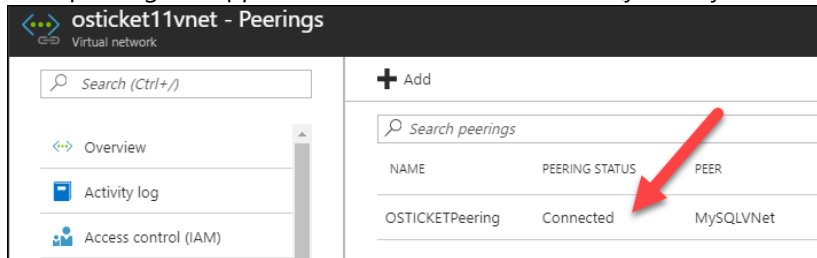 osticket11vnet - Peerings
Virtual network
Search (Ctrl+/)
Add
Search peerings
Overview
NAME PEERING STATUS PEER
Activity log
OSTICKETPeering Connected MySQLVNet
Access control (IAM)